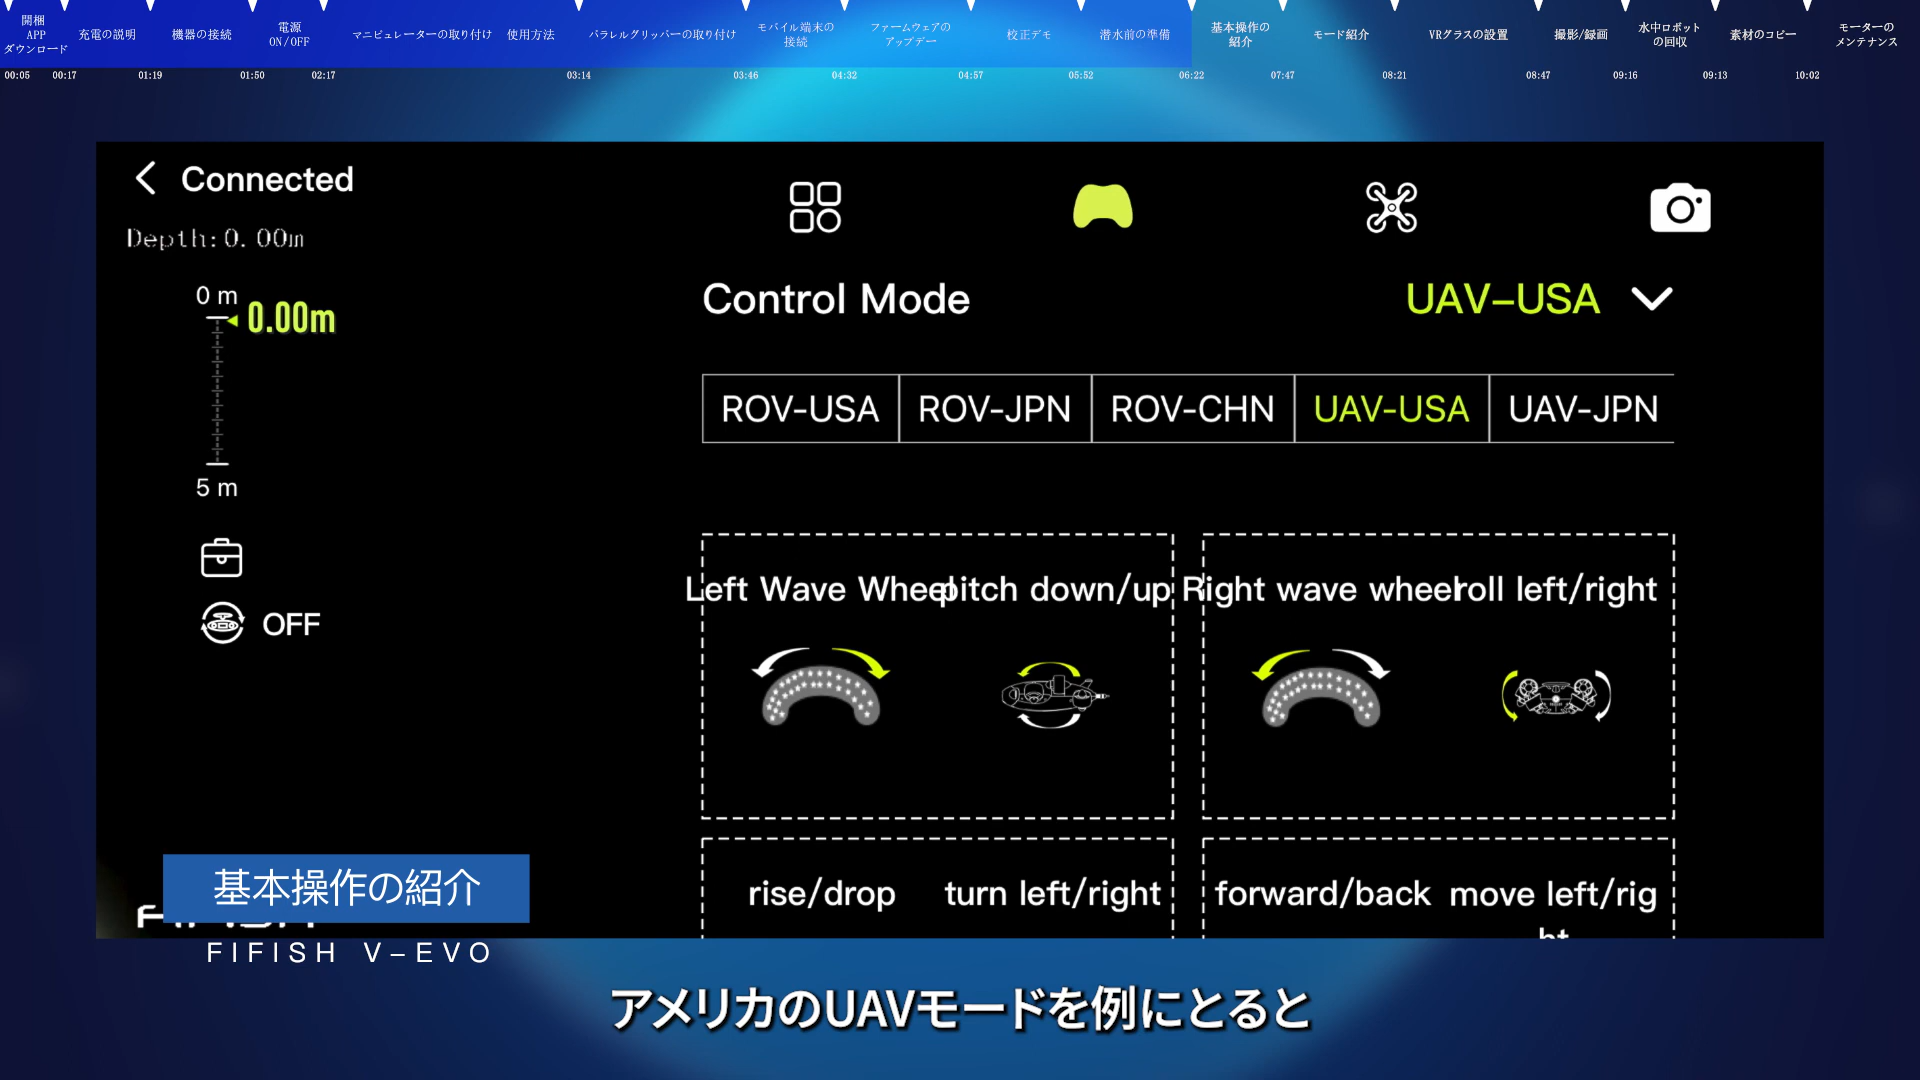 開梱
APP
ダウンロード
充電の説明
機器の接続
電源
ON/OFF
マニピュレーターの取り付け
使用方法
パラレルグリッパーの取り付け
モバイル端末の
接続
ファームウェアの
アップデー
校正デモ
潜水前の準備
基本操作の
紹介
モード紹介
VRグラスの設置
撮影/録画
水中ロボット
の回収
素材のコピー
モーターの
メンテナンス
00:05 00:17 01:19 01:50 02:17 03:14 03:46 04:32 04:57 05:52 06:22 07:47 08:21 08:47 09:16 09:13 10:02
Connected
Depth:0.00m
0 m
0.00m
5 m
OFF
Control Mode
UAV-USA
ROV-USA ROV-JPN ROV-CHN UAV-USA UAV-JPN
Left Wave Wheel pitch down/up Right wave wheel roll left/right
rise/drop turn left/right forward/back move left/rig
ht
基本操作の紹介
FIFISH
FIFISH V-EVO
アメリカのUAVモードを例にとると